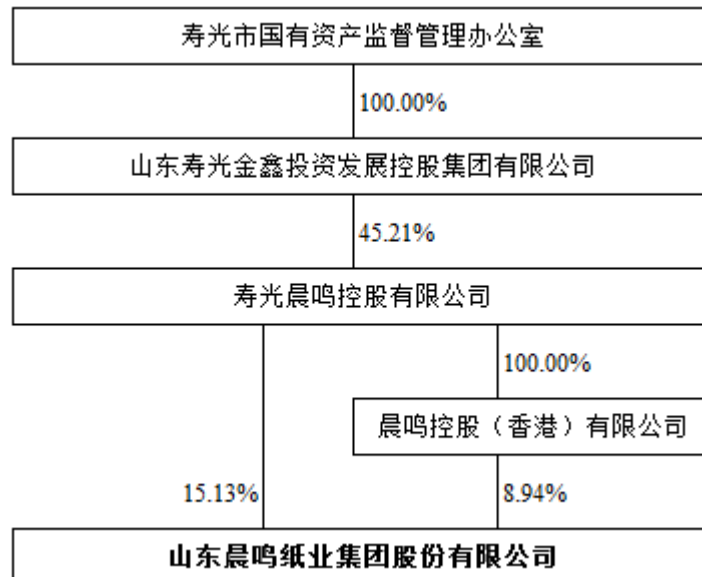 寿光市国有资产监督管理办公室
100.00%
山东寿光金鑫投资发展控股集团有限公司
45.21%
寿光晨鸣控股有限公司
100.00%
晨鸣控股（香港）有限公司
15.13%
8.94%
山东晨鸣纸业集团股份有限公司